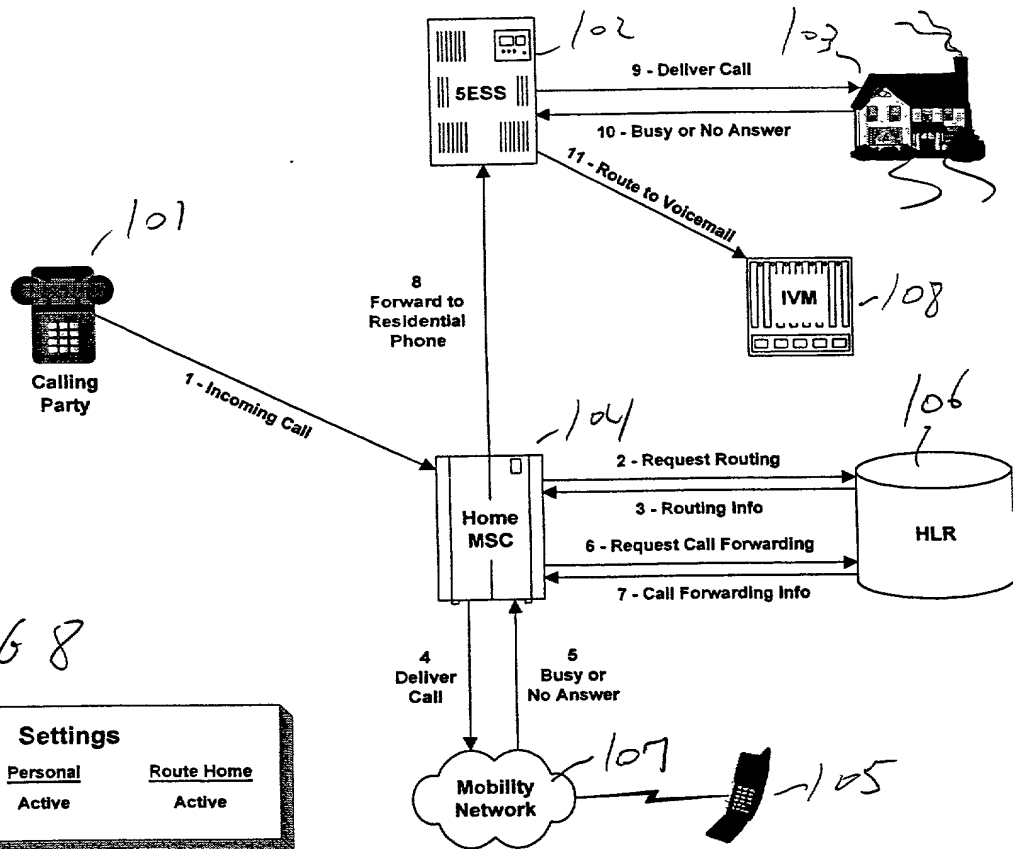 102
103
5ESS
9 - Deliver Call
10 - Busy or No Answer
11 - Route to Voicemail
101
8
Forward to
Residential
Phone
IVM
108
Calling
Party
1 - Incoming Call
104
106
2 - Request Routing
3 - Routing Info
Home
MSC
HLR
6 - Request Call Forwarding
7 - Call Forwarding Info
G 8
4
Deliver
Call
5
Busy or
No Answer
Settings
Personal
Route Home
Active
Active
107
Mobility
Network
105